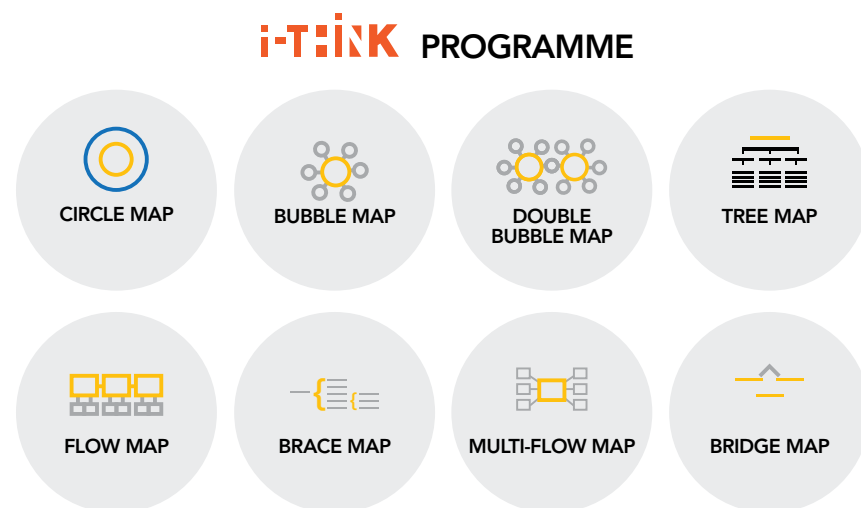 i-THiNK PROGRAMME
CIRCLE MAP
BUBBLE MAP
DOUBLE
BUBBLE MAP
TREE MAP
FLOW MAP
BRACE MAP
MULTI-FLOW MAP
BRIDGE MAP